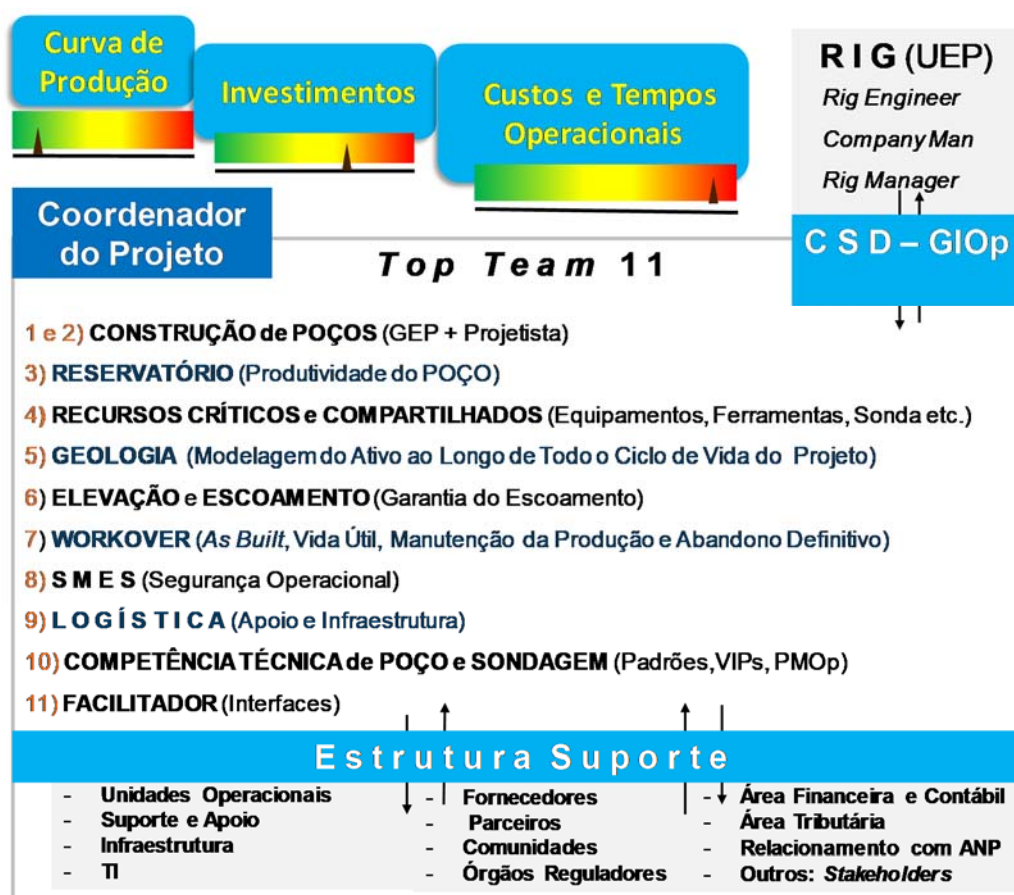 Curva de
Produção
Investimentos
Custos e Tempos
Operacionais
R I G (UEP)
Rig Engineer
Company Man
Rig Manager
C S D – GIOp
Coordenador
do Projeto
Top Team 11
1 e 2) CONSTRUÇÃO de POÇOS (GEP + Projetista)
3) RESERVATÓRIO (Produtividade do POÇO)
4) RECURSOS CRÍTICOS e COMPARTILHADOS (Equipamentos, Ferramentas, Sonda etc.)
5) GEOLOGIA (Modelagem do Ativo ao Longo de Todo o Ciclo de Vida do Projeto)
6) ELEVAÇÃO e ESCOAMENTO (Garantia do Escoamento)
7) WORKOVER (As Built, Vida Útil, Manutenção da Produção e Abandono Definitivo)
8) S M E S (Segurança Operacional)
9) L O G Í S T I C A (Apoio e Infraestrutura)
10) COMPETÊNCIA TÉCNICA de POÇO e SONDAGEM (Padrões, VIPs, PMOp)
11) FACILITADOR (Interfaces)
Estrutura Suporte
- Unidades Operacionais
- Suporte e Apoio
- Infraestrutura
- TI
- Fornecedores
- Parceiros
- Comunidades
- Órgãos Reguladores
- Área Financeira e Contábil
- Área Tributária
- Relacionamento com ANP
- Outros: Stakeholders